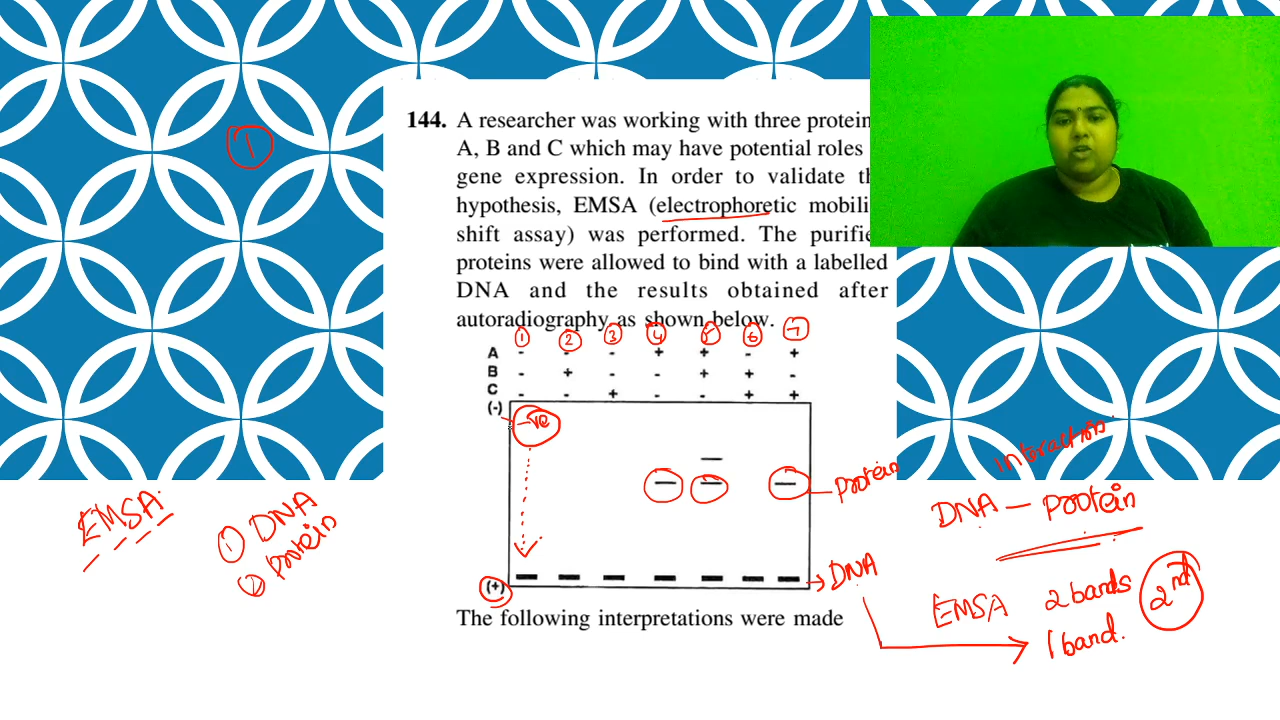 144. A researcher was working with three protein
A, B and C which may have potential roles
gene expression. In order to validate th
hypothesis, EMSA (electrophoretic mobili
shift assay) was performed. The purifie
proteins were allowed to bind with a labelled
DNA and the results obtained after
autoradiography as shown below.
1
1 2 3 4 5 6 7
A - - - + + - +
B - + - - + + -
C - - + - - + +
(-)
-ve
Protein
(+)
DNA
The following interpretations were made
EMSA
1 DNA
2 Protein
interaction
DNA - Protein
EMSA 2 bands 2nd
1 band.